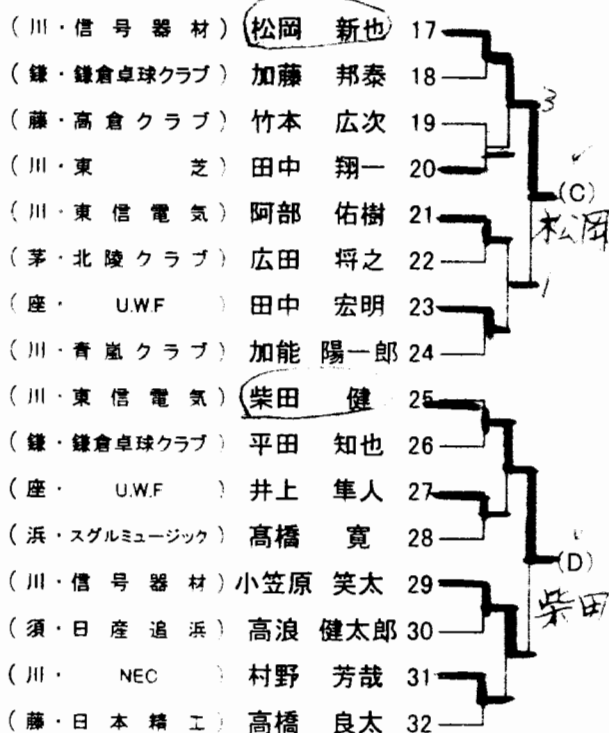 (川・信号器材) 松岡 新也 17
(鎌・鎌倉卓球クラブ) 加藤 邦泰 18
3
(藤・高倉クラブ) 竹本 広次 19
(川・東芝) 田中 翔一 20
(C)
(川・東信電気) 阿部 佑樹 21
松岡
(茅・北陵クラブ) 広田 将之 22
1
(座・U.W.F) 田中 宏明 23
(川・青嵐クラブ) 加能 陽一郎 24
(川・東信電気) 柴田 健 25
(鎌・鎌倉卓球クラブ) 平田 知也 26
(座・U.W.F) 井上 隼人 27
(浜・スグルミュージック) 髙橋 寛 28
(D)
(川・信号器材) 小笠原 笑太 29
柴田
(須・日産追浜) 高浪 健太郎 30
(川・NEC) 村野 芳哉 31
(藤・日本精工) 高橋 良太 32